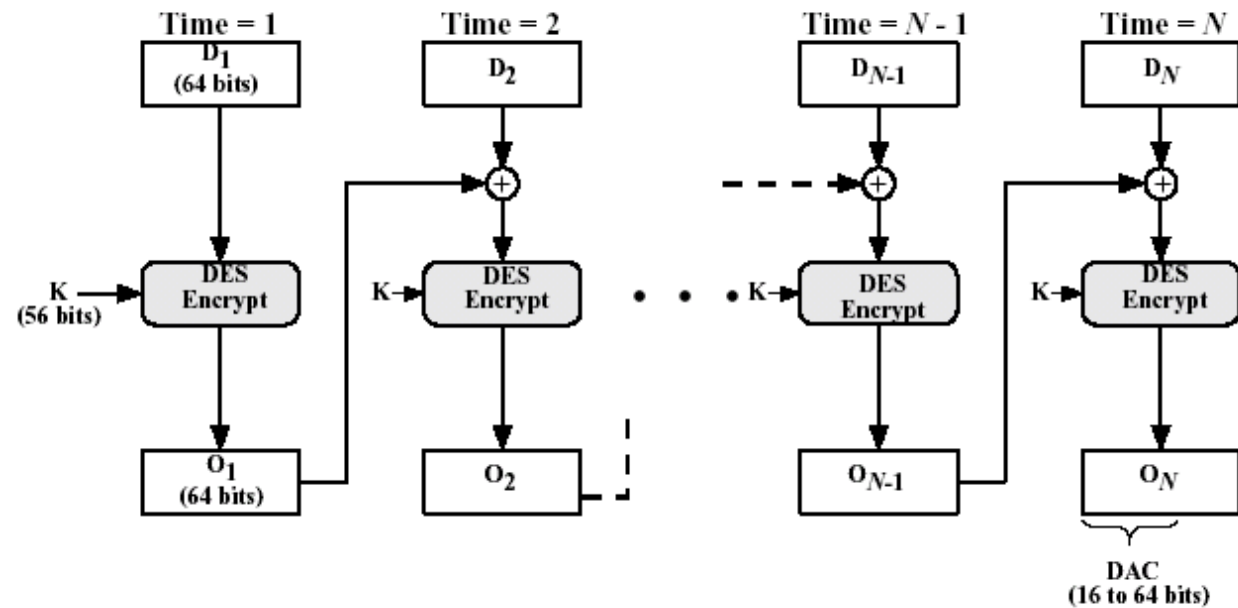 Time = 1
Time = 2
Time = N - 1
Time = N
D1
(64 bits)
D2
DN-1
DN
+
+
+
K
(56 bits)
DES
Encrypt
K
DES
Encrypt
K
DES
Encrypt
K
DES
Encrypt
O1
(64 bits)
O2
ON-1
ON
DAC
(16 to 64 bits)